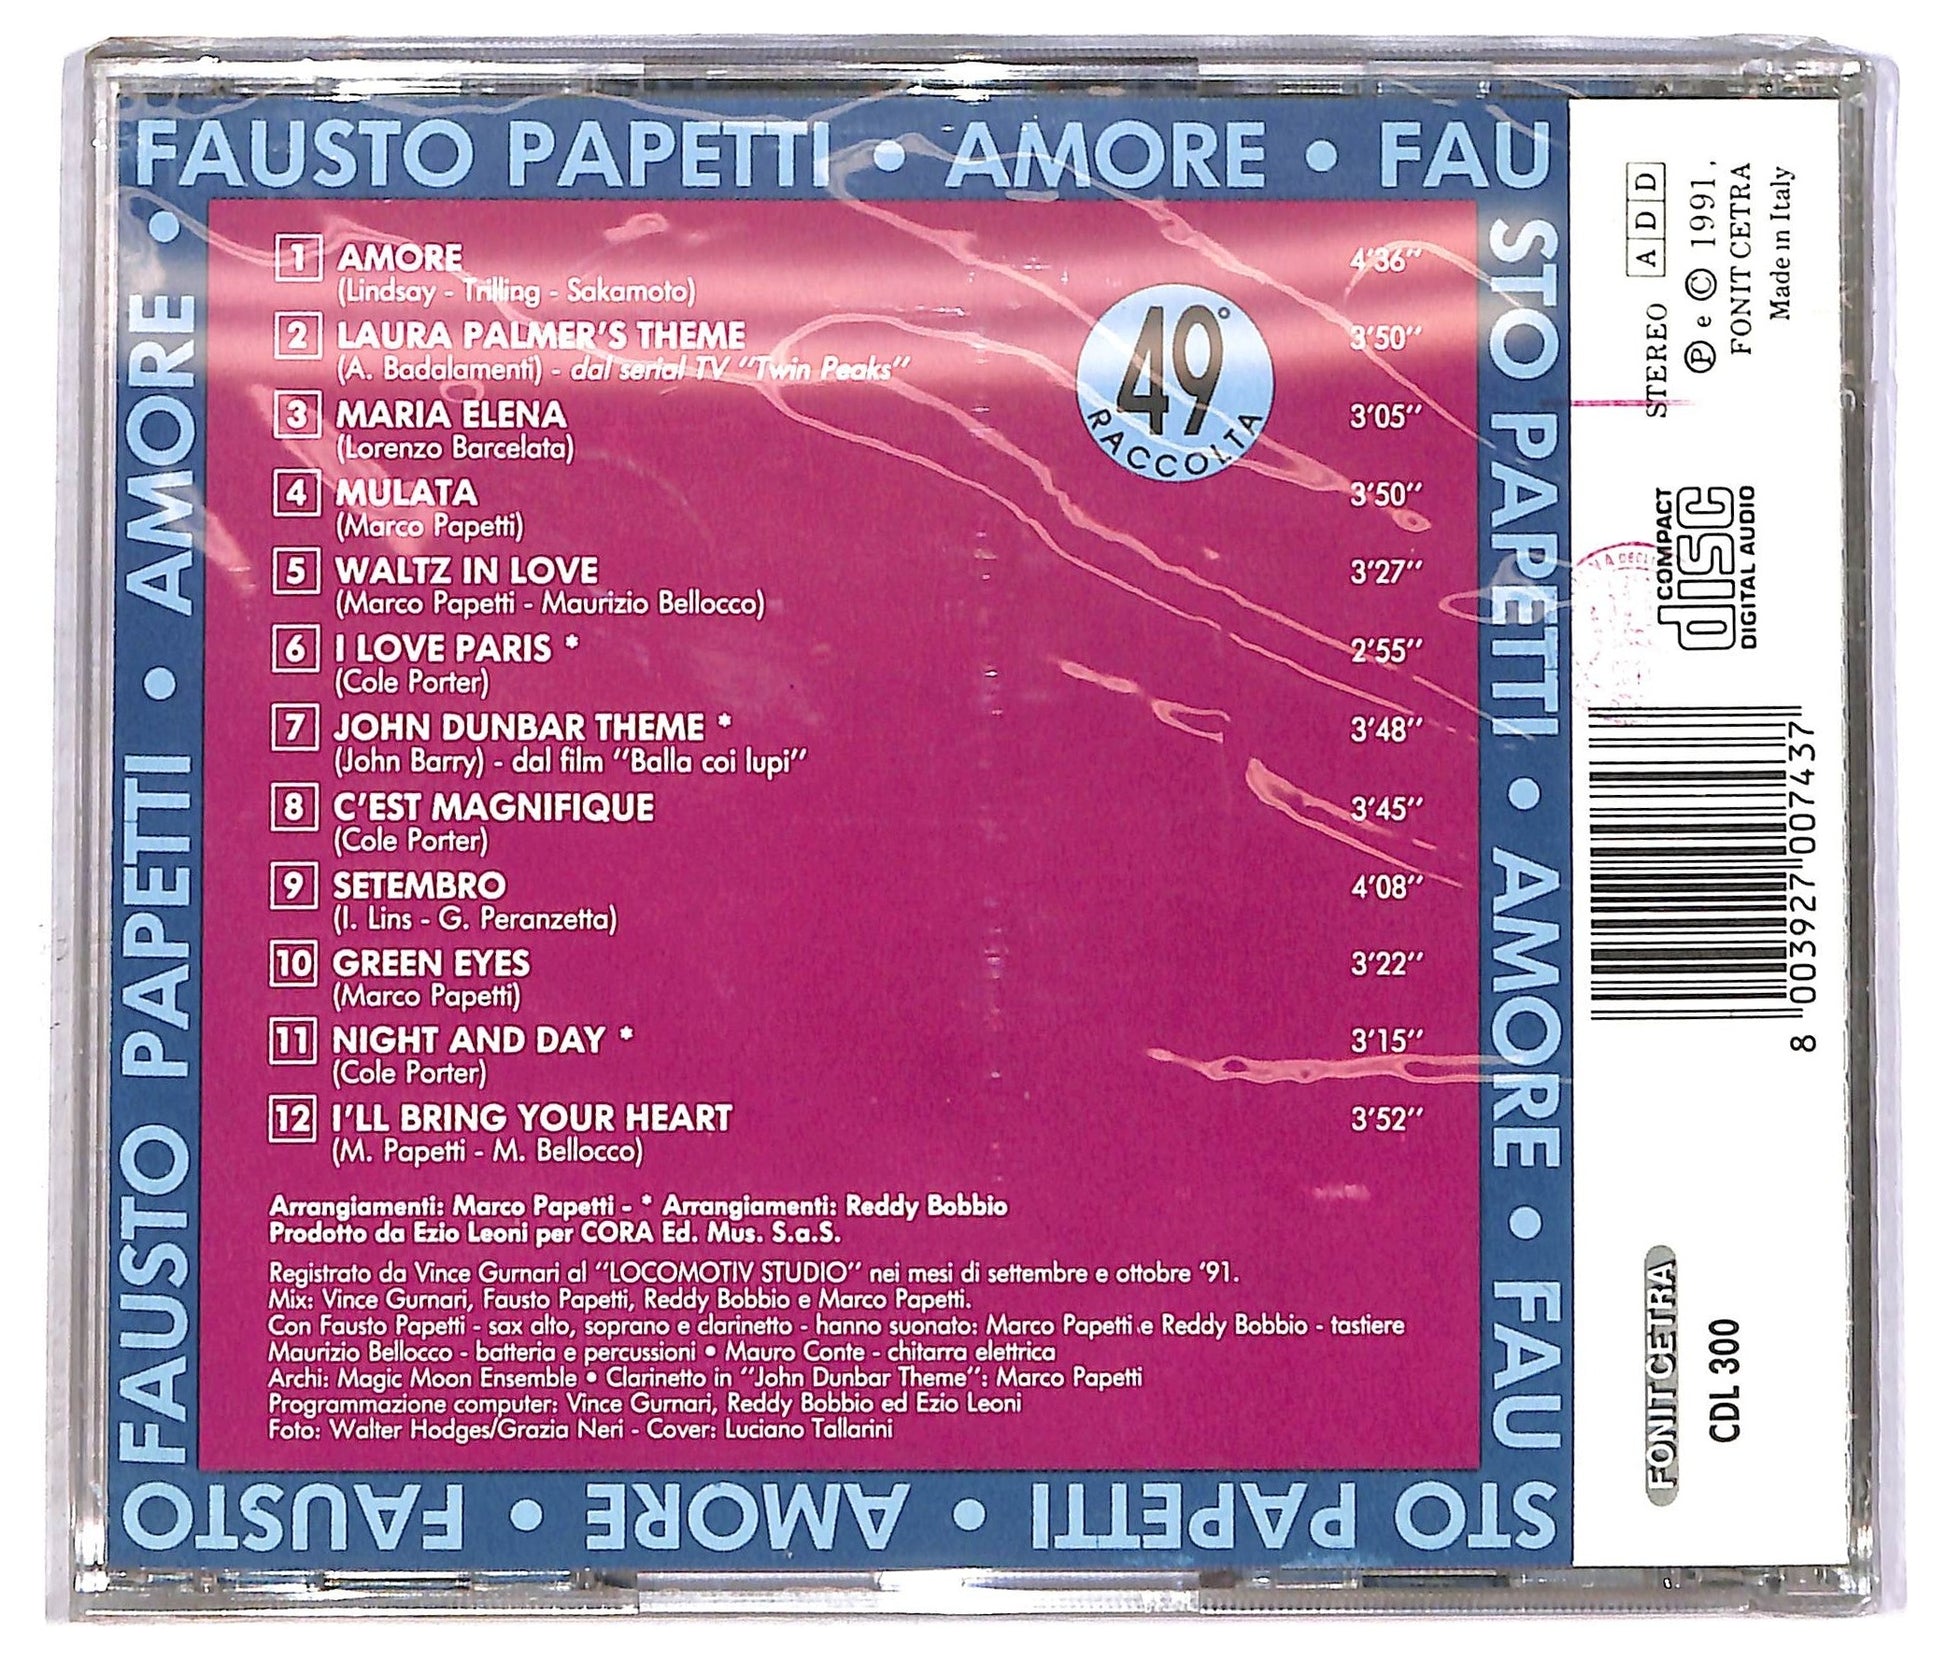 FAUSTO PAPETTI • AMORE • FAU
STO PAPETTI • AMORE • FAU
STO PAPETTI • AMORE • FAUSTO
FAUSTO PAPETTI • AMORE •
49°
RACCOLTA
1 AMORE 4'36"
(Lindsay - Trilling - Sakamoto)
2 LAURA PALMER'S THEME 3'50"
(A. Badalamenti) - dal serial TV "Twin Peaks"
3 MARIA ELENA 3'05"
(Lorenzo Barcelata)
4 MULATA 3'50"
(Marco Papetti)
5 WALTZ IN LOVE 3'27"
(Marco Papetti - Maurizio Bellocco)
6 I LOVE PARIS * 2'55"
(Cole Porter)
7 JOHN DUNBAR THEME * 3'48"
(John Barry) - dal film "Balla coi lupi"
8 C'EST MAGNIFIQUE 3'45"
(Cole Porter)
9 SETEMBRO 4'08"
(I. Lins - G. Peranzetta)
10 GREEN EYES 3'22"
(Marco Papetti)
11 NIGHT AND DAY * 3'15"
(Cole Porter)
12 I'LL BRING YOUR HEART 3'52"
(M. Papetti - M. Bellocco)
Arrangiamenti: Marco Papetti - * Arrangiamenti: Reddy Bobbio
Prodotto da Ezio Leoni per CORA Ed. Mus. S.a.S.
Registrato da Vince Gurnari al "LOCOMOTIV STUDIO" nei mesi di settembre e ottobre '91.
Mix: Vince Gurnari, Fausto Papetti, Reddy Bobbio e Marco Papetti.
Con Fausto Papetti - sax alto, soprano e clarinetto - hanno suonato: Marco Papetti e Reddy Bobbio - tastiere
Maurizio Bellocco - batteria e percussioni • Mauro Conte - chitarra elettrica
Archi: Magic Moon Ensemble • Clarinetto in "John Dunbar Theme": Marco Papetti
Programmazione computer: Vince Gurnari, Reddy Bobbio ed Ezio Leoni
Foto: Walter Hodges/Grazia Neri - Cover: Luciano Tallarini
STEREO A D D
℗ e © 1991.
FONIT CETRA
Made in Italy
COMPACT
disc
DIGITAL AUDIO
8 003927 007437
FONIT CETRA
CDL 300